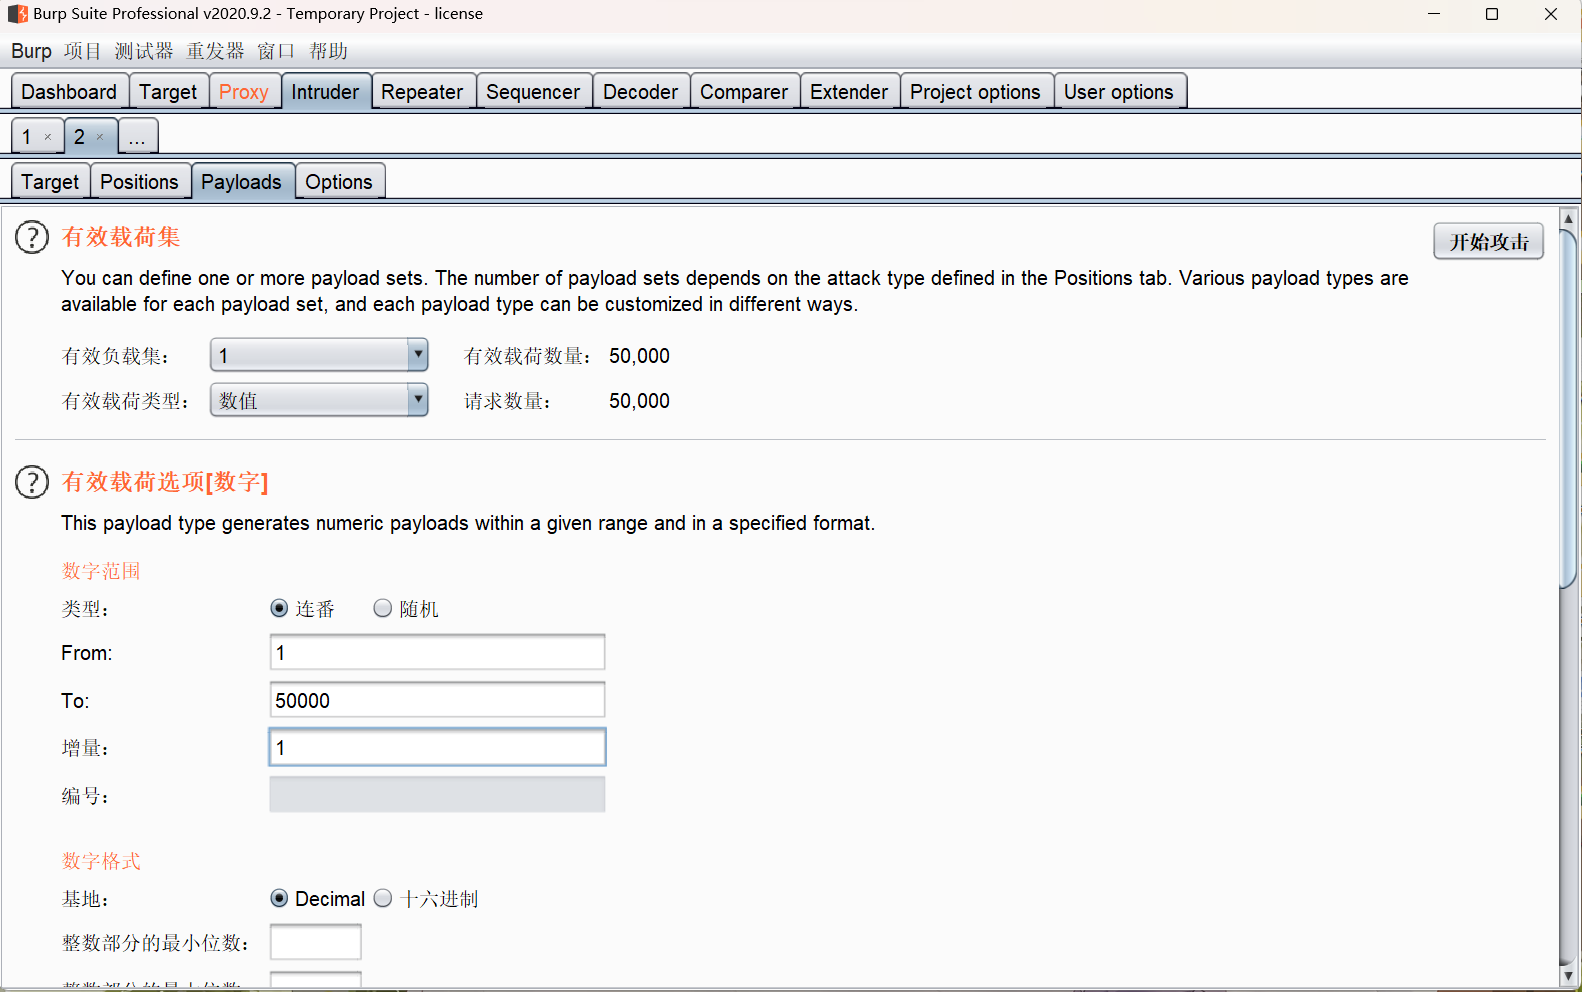 Burp Suite Professional v2020.9.2 - Temporary Project - license
Burp 项目 测试器 重发器 窗口 帮助
Dashboard Target Proxy Intruder Repeater Sequencer Decoder Comparer Extender Project options User options
1 × 2 × ...
Target Positions Payloads Options
? 有效载荷集 开始攻击
You can define one or more payload sets. The number of payload sets depends on the attack type defined in the Positions tab. Various payload types are
available for each payload set, and each payload type can be customized in different ways.
有效负载集： 1 有效载荷数量： 50,000
有效载荷类型： 数值 请求数量： 50,000
? 有效载荷选项[数字]
This payload type generates numeric payloads within a given range and in a specified format.
数字范围
类型： 连番 随机
From: 1
To: 50000
增量： 1
编号：
数字格式
基地： Decimal 十六进制
整数部分的最小位数：